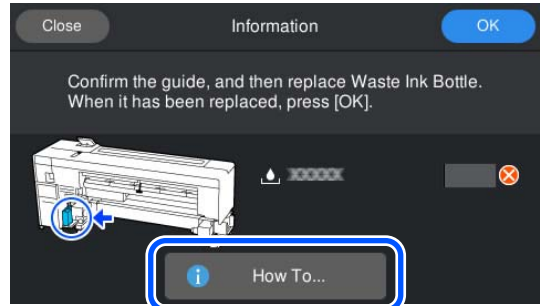 Close
Information
OK
Confirm the guide, and then replace Waste Ink Bottle.
When it has been replaced, press [OK].
XXXXX
How To...